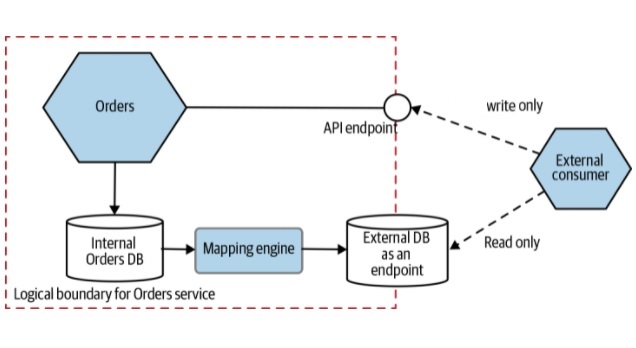 Orders
write only
API endpoint
External
consumer
Internal
Orders DB
Mapping engine
External DB
as an
endpoint
Read only
Logical boundary for Orders service